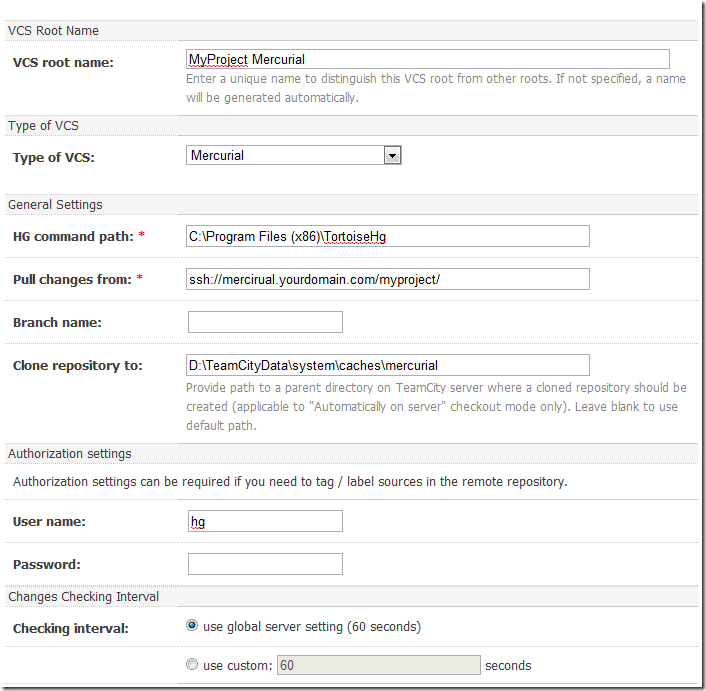 VCS Root Name
VCS root name: MyProject Mercurial
Enter a unique name to distinguish this VCS root from other roots. If not specified, a name
will be generated automatically.
Type of VCS
Type of VCS: Mercurial
General Settings
HG command path: * C:\Program Files (x86)\TortoiseHg
Pull changes from: * ssh://mercirual.yourdomain.com/myproject/
Branch name:
Clone repository to: D:\TeamCityData\system\caches\mercurial
Provide path to a parent directory on TeamCity server where a cloned repository should be
created (applicable to "Automatically on server" checkout mode only). Leave blank to use
default path.
Authorization settings
Authorization settings can be required if you need to tag / label sources in the remote repository.
User name: hg
Password:
Changes Checking Interval
Checking interval: use global server setting (60 seconds)
use custom: 60 seconds